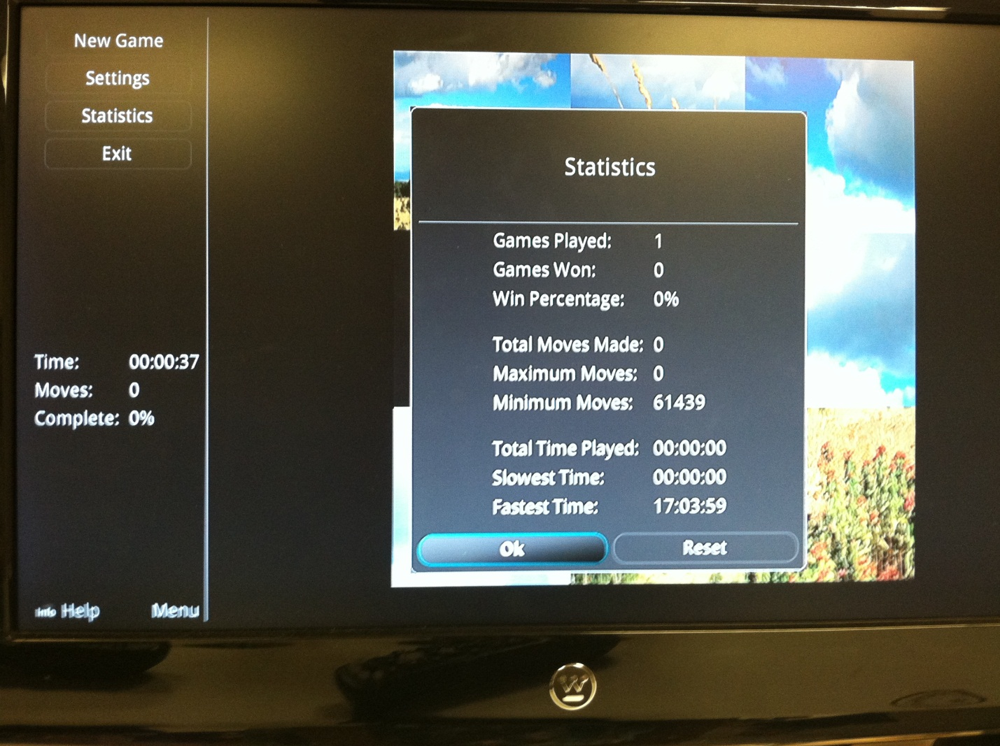 New Game
Settings
Statistics
Exit
Time: 00:00:37
Moves: 0
Complete: 0%
Info Help Menu
Statistics
Games Played: 1
Games Won: 0
Win Percentage: 0%
Total Moves Made: 0
Maximum Moves: 0
Minimum Moves: 61439
Total Time Played: 00:00:00
Slowest Time: 00:00:00
Fastest Time: 17:03:59
Ok Reset
W